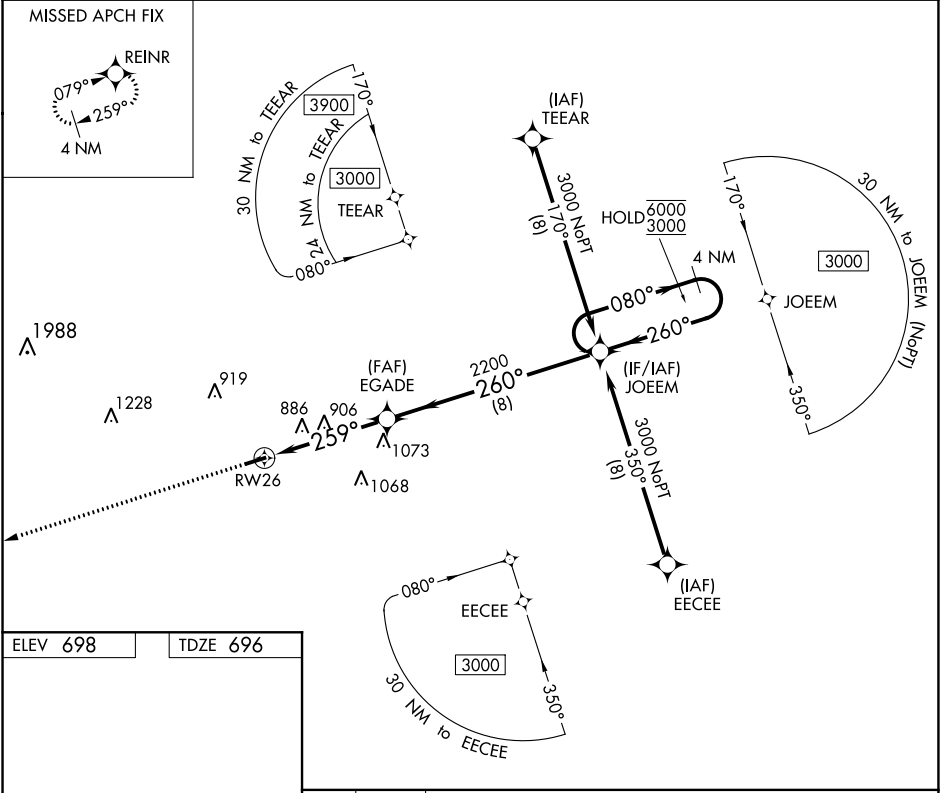 MISSED APCH FIX
REINR
079°
259°
4 NM
30 NM to TEEAR
3900
170°
24 NM to TEEAR
3000
TEEAR
080°
(IAF)
TEEAR
3000 NoPT
170°
(8)
HOLD 6000
3000
4 NM
080°
260°
170°
30 NM to JOEEM (NoPT)
3000
JOEEM
350°
1988
919
1228
886
906
(FAF)
EGADE
2200
260°
(8)
(IF/IAF)
JOEEM
259°
1073
RW26
1068
3000 NoPT
350°
(8)
(IAF)
EECEE
080°
EECEE
3000
350°
30 NM to EECEE
ELEV 698
TDZE 696